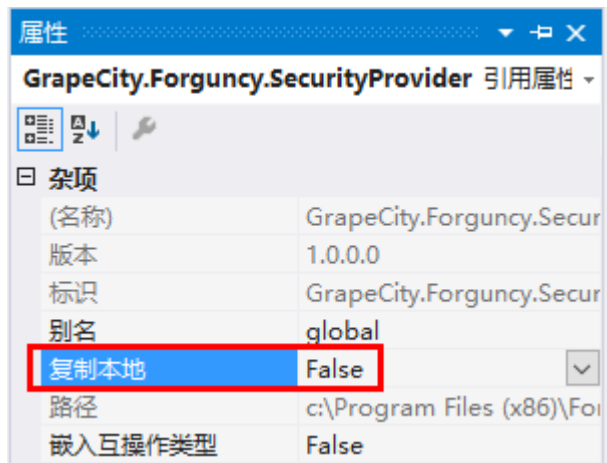 属性
GrapeCity.Forguncy.SecurityProvider 引用属性
杂项
(名称) GrapeCity.Forguncy.Secur
版本 1.0.0.0
标识 GrapeCity.Forguncy.Secur
别名 global
复制本地 False
路径 c:\Program Files (x86)\For
嵌入互操作类型 False